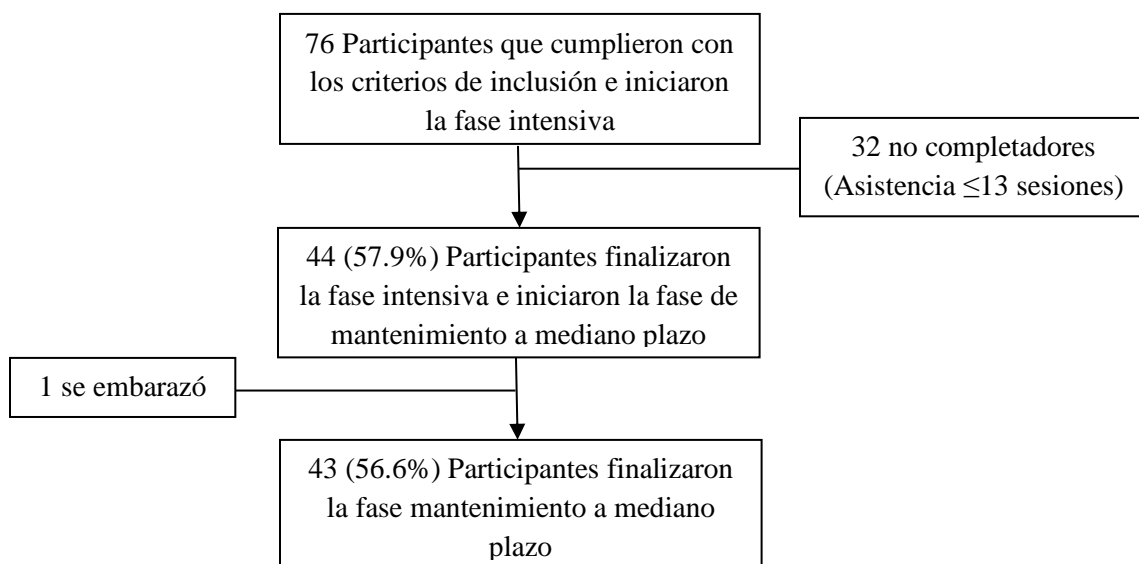 76 Participantes que cumplieron con
los criterios de inclusión e iniciaron
la fase intensiva
32 no completadores
(Asistencia ≤13 sesiones)
44 (57.9%) Participantes finalizaron
la fase intensiva e iniciaron la fase de
mantenimiento a mediano plazo
1 se embarazó
43 (56.6%) Participantes finalizaron
la fase mantenimiento a mediano
plazo